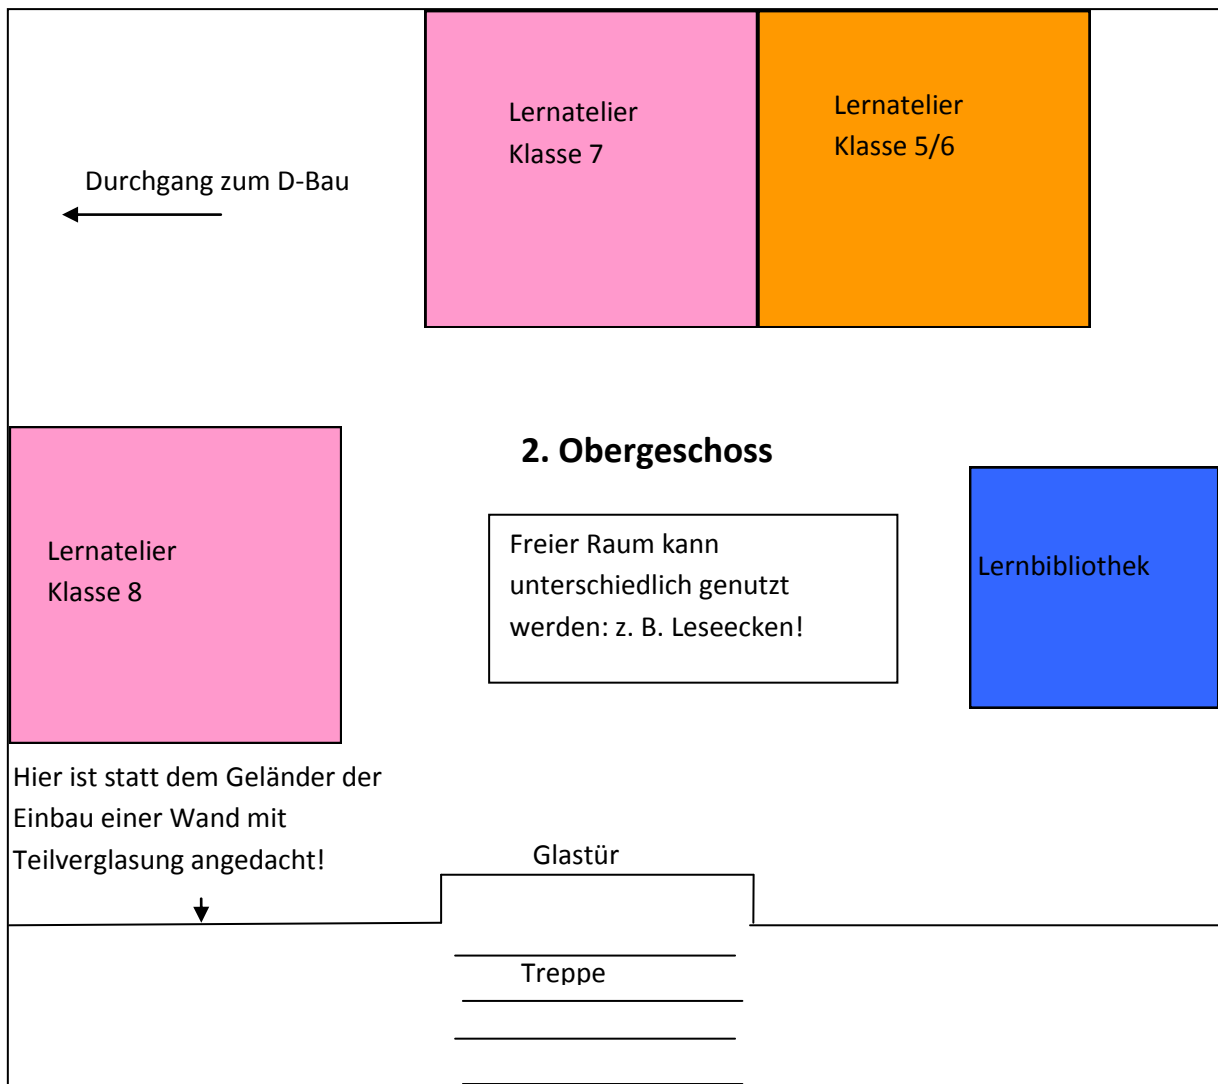 Lernatelier
Klasse 7
Lernatelier
Klasse 5/6
Durchgang zum D-Bau
2. Obergeschoss
Lernatelier
Klasse 8
Freier Raum kann
unterschiedlich genutzt
werden: z. B. Leseecken!
Lernbibliothek
Hier ist statt dem Geländer der
Einbau einer Wand mit
Teilverglasung angedacht!
Glastür
Treppe